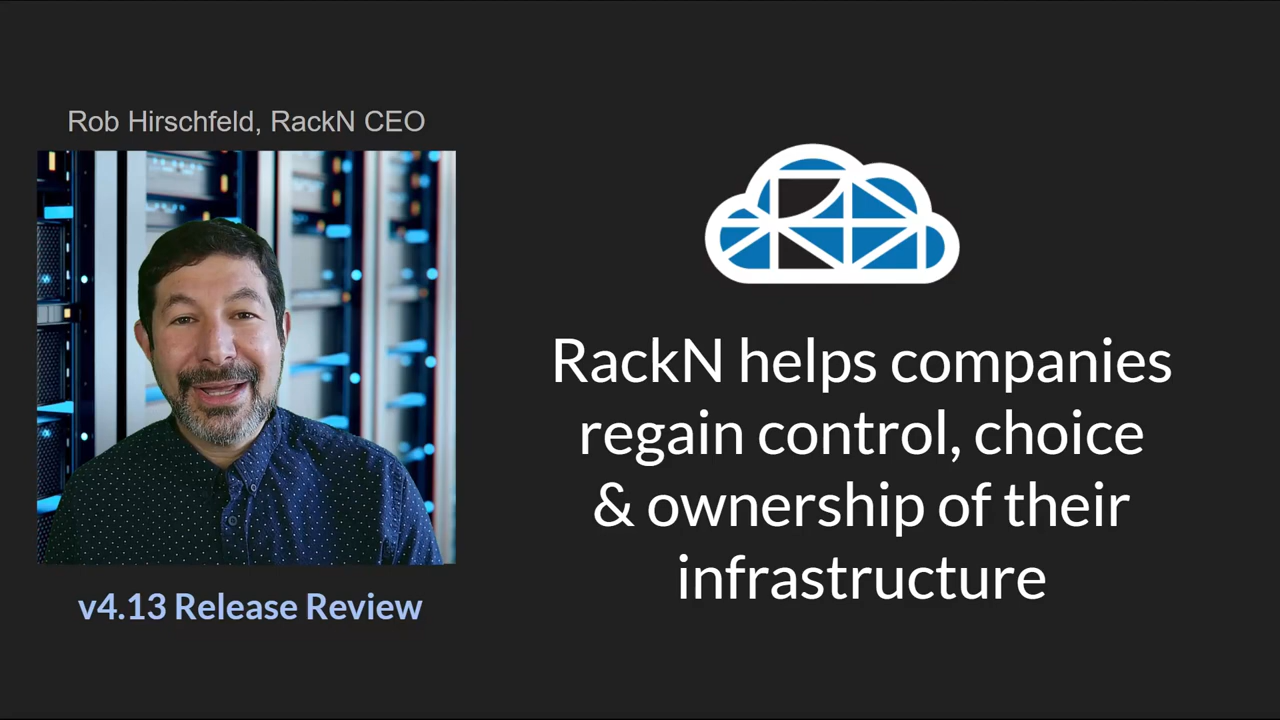 Rob Hirschfeld, RackN CEO
v4.13 Release Review
RackN helps companies
regain control, choice
& ownership of their
infrastructure